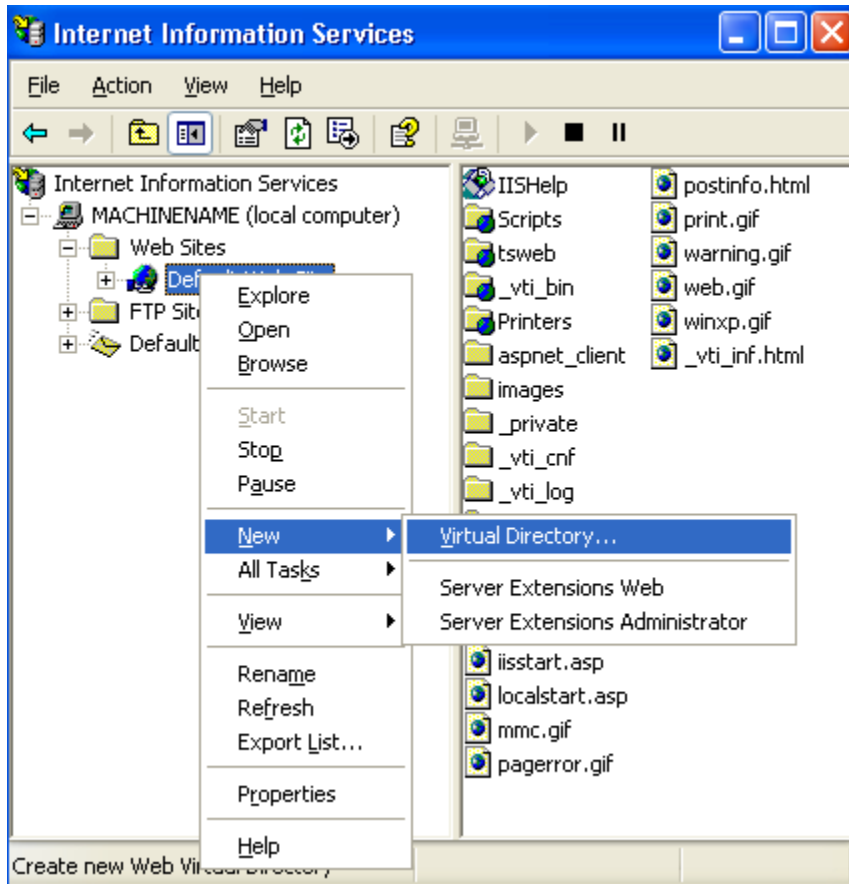 Internet Information Services
File Action View Help
Internet Information Services
MACHINENAME (local computer)
Web Sites
FTP
Default
Explore
Open
Browse
Start
Stop
Pause
New
All Tasks
View
Rename
Refresh
Export List...
Properties
Help
Virtual Directory...
Server Extensions Web
Server Extensions Administrator
IISHelp
Scripts
tsweb
_vti_bin
Printers
aspnet_client
images
_private
_vti_cnf
_vti_log
iisstart.asp
localstart.asp
mmc.gif
pagerror.gif
postinfo.html
print.gif
warning.gif
web.gif
winxp.gif
_vti_inf.html
Create new Web